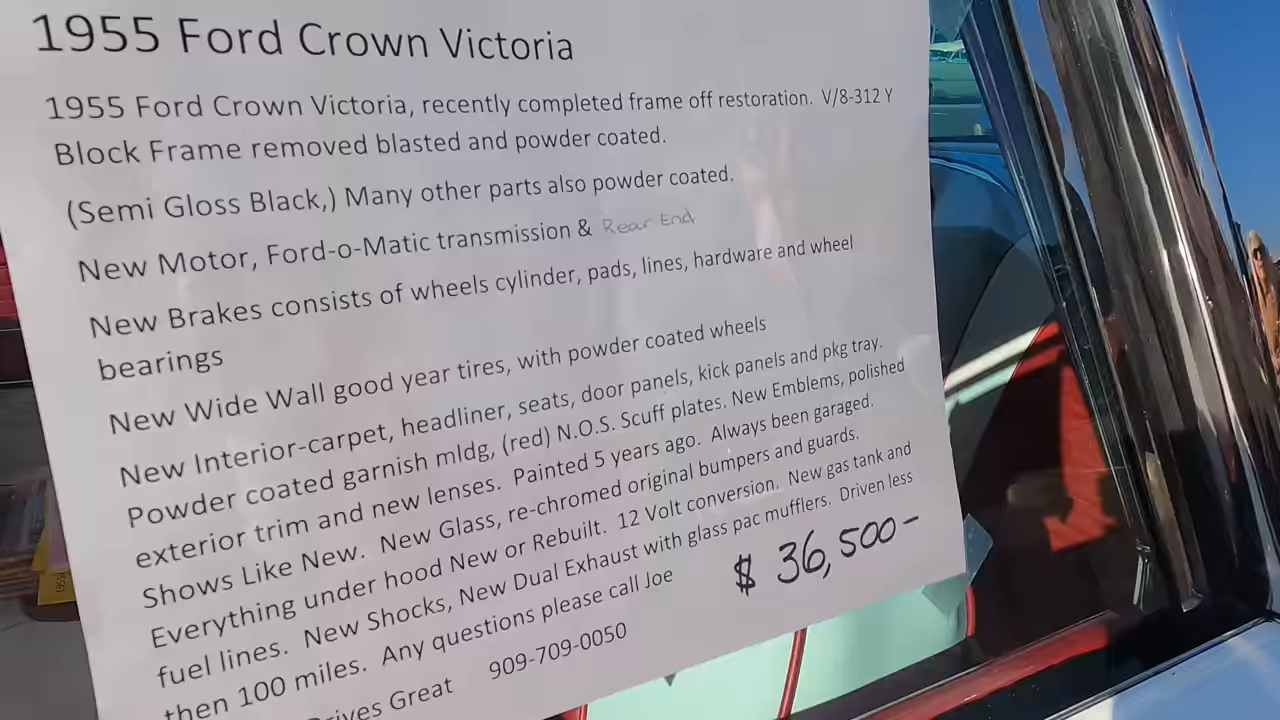 1955 Ford Crown Victoria
1955 Ford Crown Victoria, recently completed frame off restoration. V/8-312 Y
Block Frame removed blasted and powder coated.
(Semi Gloss Black,) Many other parts also powder coated.
New Motor, Ford-o-Matic transmission & Rear End
New Brakes consists of wheels cylinder, pads, lines, hardware and wheel
bearings
New Wide Wall good year tires, with powder coated wheels
New Interior-carpet, headliner, seats, door panels, kick panels and pkg tray.
Powder coated garnish mldg, (red) N.O.S. Scuff plates. New Emblems, polished
exterior trim and new lenses. Painted 5 years ago. Always been garaged.
Shows Like New. New Glass, re-chromed original bumpers and guards.
Everything under hood New or Rebuilt. 12 Volt conversion. New gas tank and
fuel lines. New Shocks, New Dual Exhaust with glass pac mufflers. Driven less
then 100 miles. Any questions please call Joe
$ 36,500-
Drives Great 909-709-0050
1955